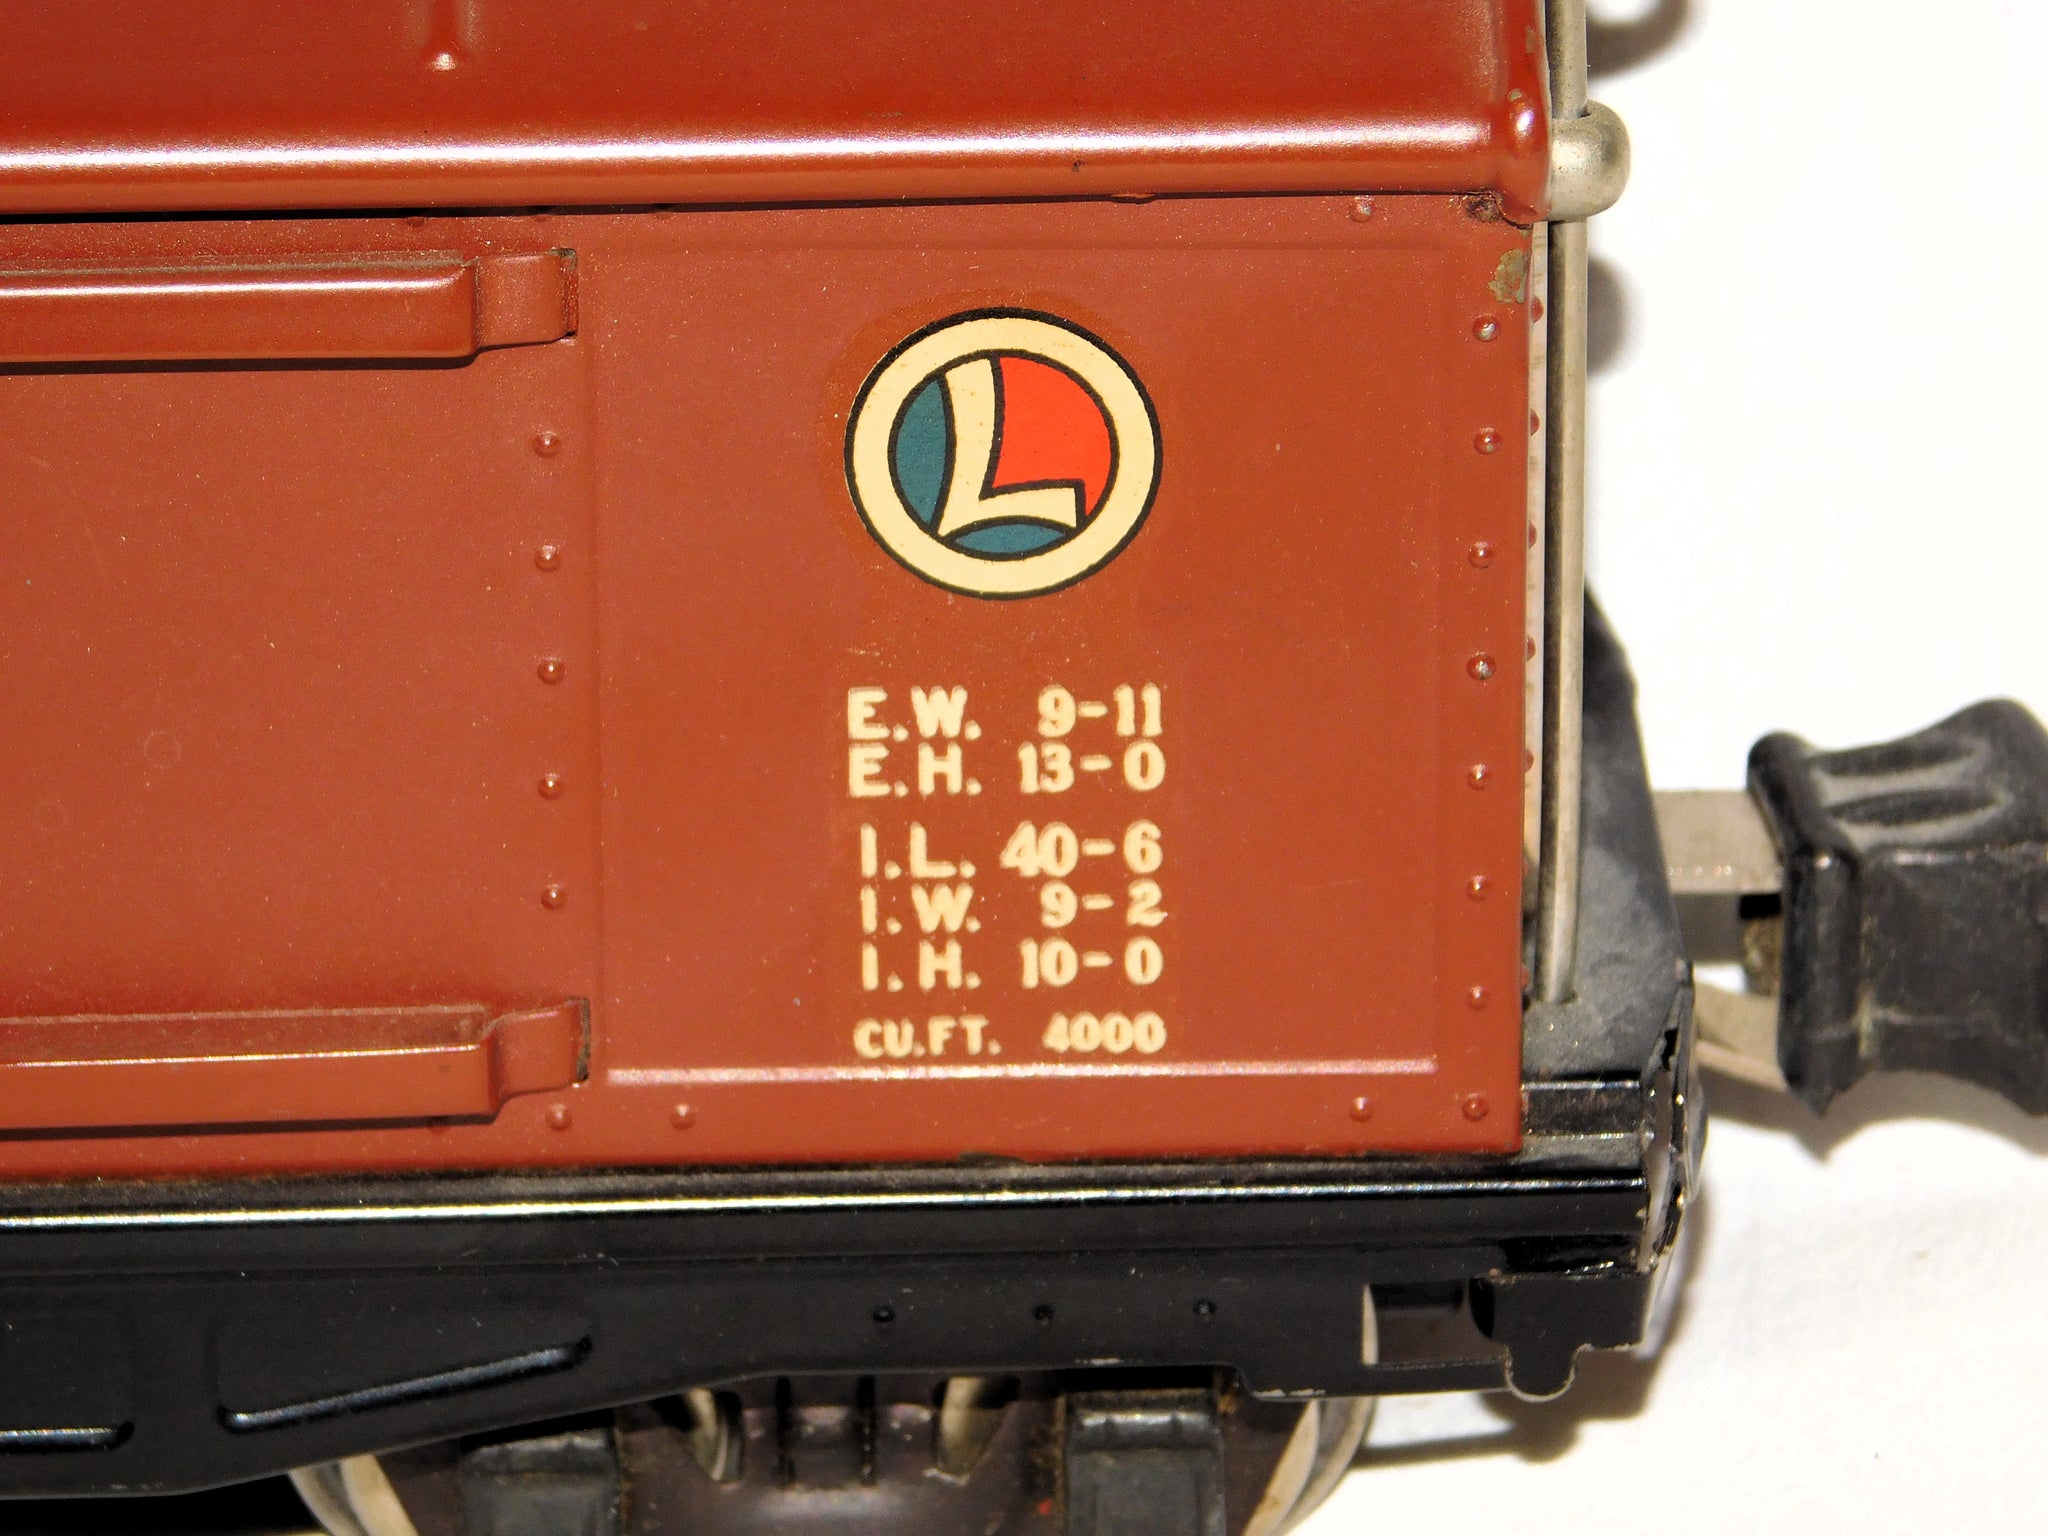 L
E.W. 9-11
E.H. 13-0
I.L. 40-6
I.W. 9-2
I.H. 10-0
CU.FT. 4000